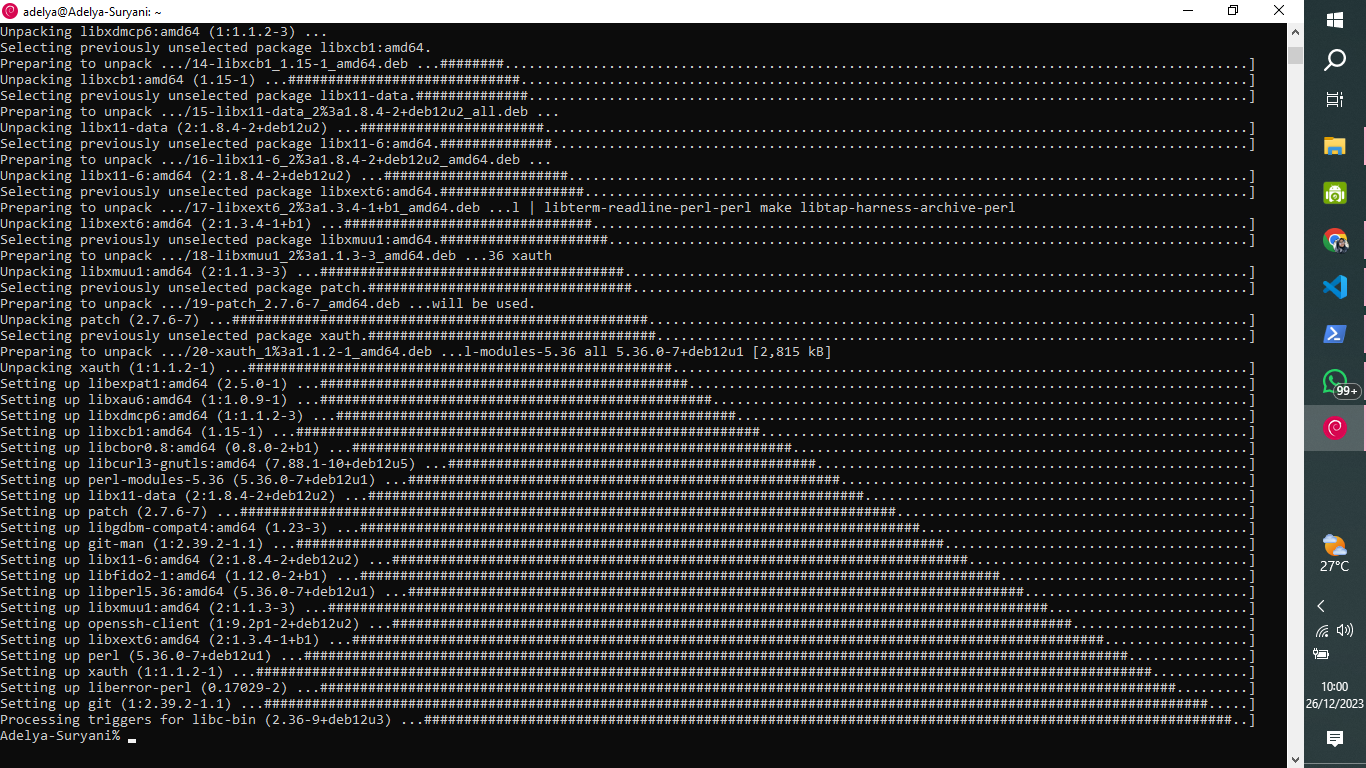 adelya@Adelya-Suryani: ~
Unpacking libxdmcp6:amd64 (1:1.1.2-3) ...
Selecting previously unselected package libxcb1:amd64.
Preparing to unpack .../14-libxcb1_1.15-1_amd64.deb ...########.............................................................................................]
Unpacking libxcb1:amd64 (1.15-1) ...#############################...........................................................................................]
Selecting previously unselected package libx11-data.##############..........................................................................................]
Preparing to unpack .../15-libx11-data_2%3a1.8.4-2+deb12u2_all.deb ...
Unpacking libx11-data (2:1.8.4-2+deb12u2) ...#######################........................................................................................]
Selecting previously unselected package libx11-6:amd64.##############.......................................................................................]
Preparing to unpack .../16-libx11-6_2%3a1.8.4-2+deb12u2_amd64.deb ...
Unpacking libx11-6:amd64 (2:1.8.4-2+deb12u2) ...#######################.....................................................................................]
Selecting previously unselected package libxext6:amd64.##################...................................................................................]
Preparing to unpack .../17-libxext6_2%3a1.3.4-1+b1_amd64.deb ...l | libterm-readline-perl-perl make libtap-harness-archive-perl
Unpacking libxext6:amd64 (2:1.3.4-1+b1) ...###############################..................................................................................]
Selecting previously unselected package libxmuu1:amd64.#####################................................................................]
Preparing to unpack .../18-libxmuu1_2%3a1.1.3-3_amd64.deb ...36 xauth
Unpacking libxmuu1:amd64 (2:1.1.3-3) ...######################################..............................................................................]
Selecting previously unselected package patch.#################################.............................................................................]
Preparing to unpack .../19-patch_2.7.6-7_amd64.deb ...will be used.
Unpacking patch (2.7.6-7) ...####################################################...........................................................................]
Selecting previously unselected package xauth.####################################..........................................................................]
Preparing to unpack .../20-xauth_1%3a1.1.2-1_amd64.deb ...l-modules-5.36 all 5.36.0-7+deb12u1 [2,815 kB]
Unpacking xauth (1:1.1.2-1) ...#####################################################........................................................................]
Setting up libexpat1:amd64 (2.5.0-1) ...##############################################......................................................................]
Setting up libxau6:amd64 (1:1.0.9-1) ...#################################################...................................................................]
Setting up libxdmcp6:amd64 (1:1.1.2-3) ...##################################################................................................................]
Setting up libxcb1:amd64 (1.15-1) ...##########################################################.............................................................]
Setting up libcbor0.8:amd64 (0.8.0-2+b1) ...#######################################################.........................................................]
Setting up libcurl3-gnutls:amd64 (7.88.1-10+deb12u5) ...##############################################......................................................]
Setting up perl-modules-5.36 (5.36.0-7+deb12u1) ...######################################################...................................................]
Setting up libx11-data (2:1.8.4-2+deb12u2) ...##############################################################................................................]
Setting up patch (2.7.6-7) ...##################################################################################............................................]
Setting up libgdbm-compat4:amd64 (1.23-3) ...######################################################################.........................................]
Setting up git-man (1:2.39.2-1.1) ...#################################################################################......................................]
Setting up libx11-6:amd64 (2:1.8.4-2+deb12u2) ...########################################################################...................................]
Setting up libfido2-1:amd64 (1.12.0-2+b1) ...################################################################################...............................]
Setting up libperl5.36:amd64 (5.36.0-7+deb12u1) ...#############################################################################............................]
Setting up libxmuu1:amd64 (2:1.1.3-3) ...##########################################################################################.........................]
Setting up openssh-client (1:9.2p1-2+deb12u2) ...#####################################################################################......................]
Setting up libxext6:amd64 (2:1.3.4-1+b1) ...##############################################################################################..................]
Setting up perl (5.36.0-7+deb12u1) ...#######################################################################################################...............]
Setting up xauth (1:1.1.2-1) ...################################################################################################################............]
Setting up liberror-perl (0.17029-2) ...###########################################################################################################.........]
Setting up git (1:2.39.2-1.1) ...######################################################################################################################.....]
Processing triggers for libc-bin (2.36-9+deb12u3) ...#####################################################################################################..]
Adelya-Suryani%
99+
27°C
10:00
26/12/2023